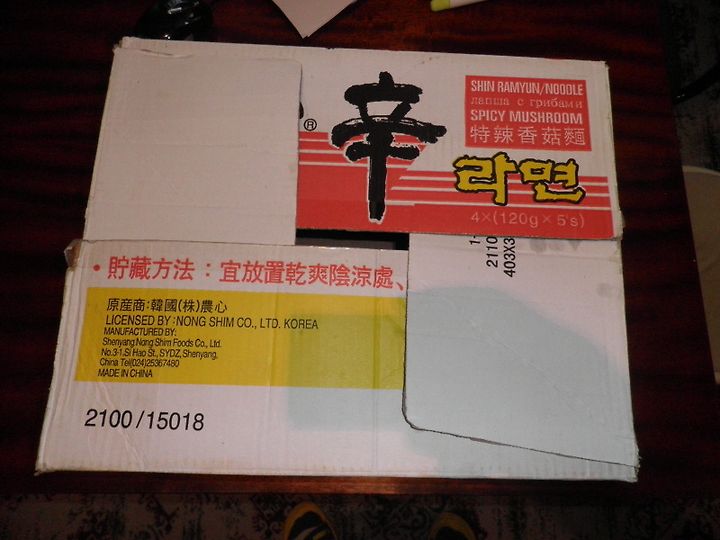 ®
辛
SHIN RAMYUN/NOODLE
лапша с грибами
SPICY MUSHROOM
特辣香菇麵
라면
4×(120g×5's)
•貯藏方法：宜放置乾爽陰涼處、
2110
403X3
原産商:韓國(株)農心
LICENSED BY:NONG SHIM CO., LTD. KOREA
MANUFACTURED BY:
Shenyang Nong Shim Foods Co., Ltd.
No.3-1.Si Hao St., SYDZ, Shenyang,
China Tel(024)25367480
MADE IN CHINA
2100/15018